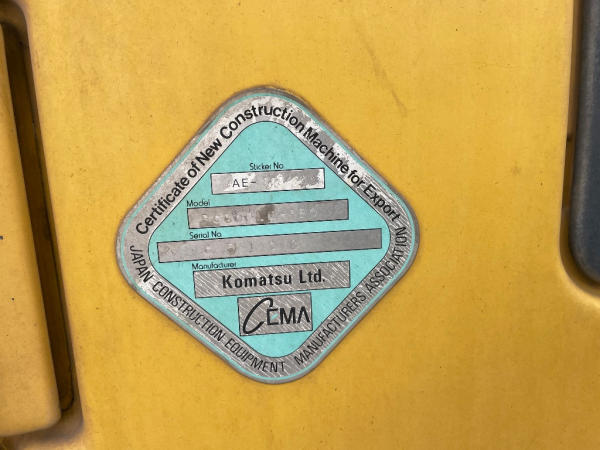 Certificate of New Construction Machine for Export
Sticker No
AE-
Model
Serial No
Manufacturer
Komatsu Ltd.
CEMA
JAPAN CONSTRUCTION EQUIPMENT MANUFACTURERS ASSOCIATION